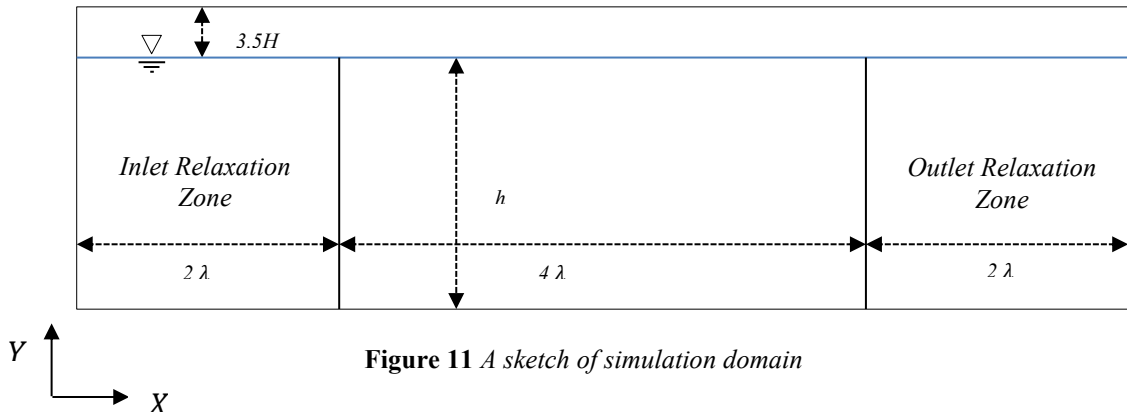 3.5H
Inlet Relaxation
Zone
h
Outlet Relaxation
Zone
2 λ
4 λ
2 λ
Y
X
Figure 11 A sketch of simulation domain